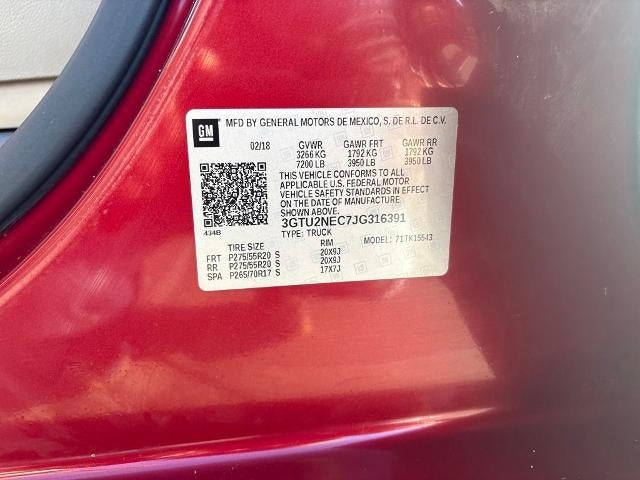 GM
MFD BY GENERAL MOTORS DE MEXICO, S. DE R.L. DE C.V.
02/18 GVWR GAWR FRT GAWR RR
3266 KG 1792 KG 1792 KG
7200 LB 3950 LB 3950 LB
THIS VEHICLE CONFORMS TO ALL
APPLICABLE U.S. FEDERAL MOTOR
VEHICLE SAFETY STANDARDS IN EFFECT
ON THE DATE OF MANUFACTURE
SHOWN ABOVE.
3GTU2NEC7JG316391
434B TYPE: TRUCK
TIRE SIZE RIM MODEL: 71TK15543
FRT P275/55R20 S 20X9J
RR P275/55R20 S 20X9J
SPA P265/70R17 S 17X7J